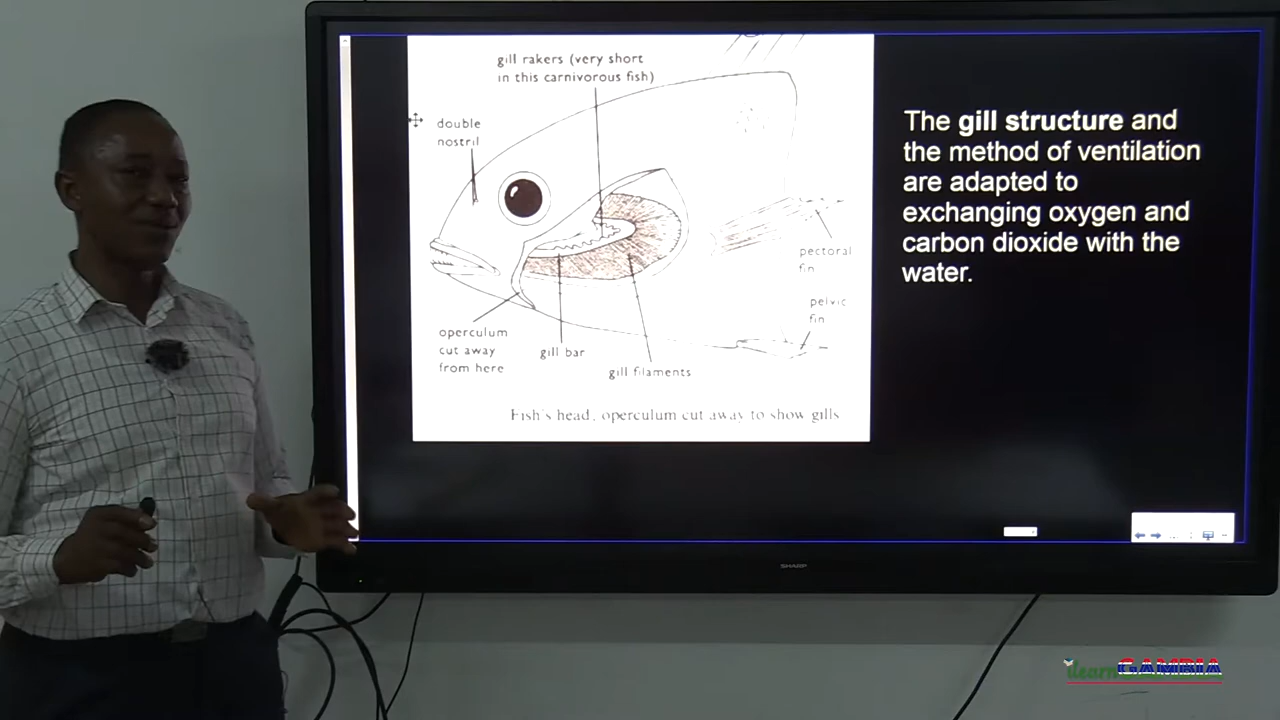 gill rakers (very short
in this carnivorous fish)
double
nostril
pectoral
fin
pelvic
fin
operculum
cut away
from here
gill bar
gill filaments
Fish's head, operculum cut away to show gills
The gill structure and
the method of ventilation
are adapted to
exchanging oxygen and
carbon dioxide with the
water.
SHARP
ilearnGAMBIA